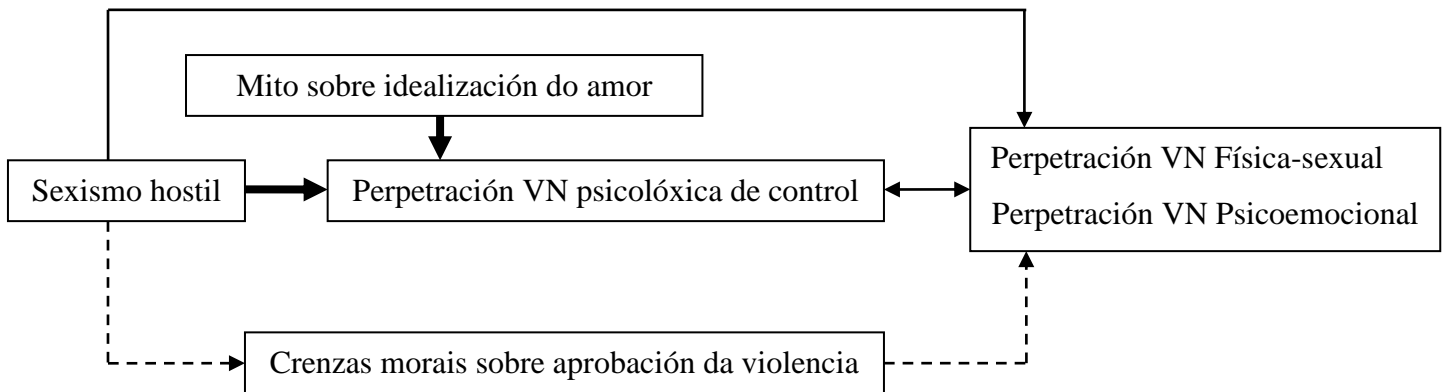 Mito sobre idealización do amor
Sexismo hostil
Perpetración VN psicolóxica de control
Perpetración VN Física-sexual
Perpetración VN Psicoemocional
Crenzas morais sobre aprobación da violencia